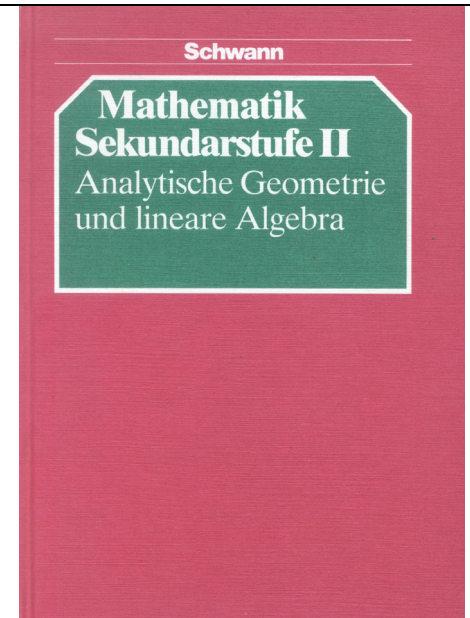 Schwann
Mathematik
Sekundarstufe II
Analytische Geometrie
und lineare Algebra